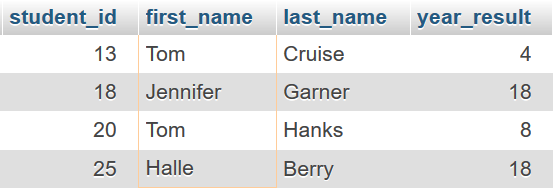 student_id first_name last_name year_result
13 Tom Cruise 4
18 Jennifer Garner 18
20 Tom Hanks 8
25 Halle Berry 18